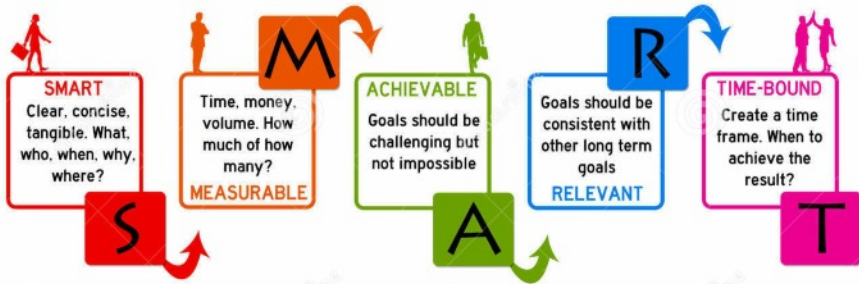 SMART
Clear, concise,
tangible. What,
who, when, why,
where?
S
M
Time, money,
volume. How
much of how
many?
MEASURABLE
ACHIEVABLE
Goals should be
challenging but
not impossible
A
R
Goals should be
consistent with
other long term
goals
RELEVANT
TIME-BOUND
Create a time
frame. When to
achieve the
result?
T